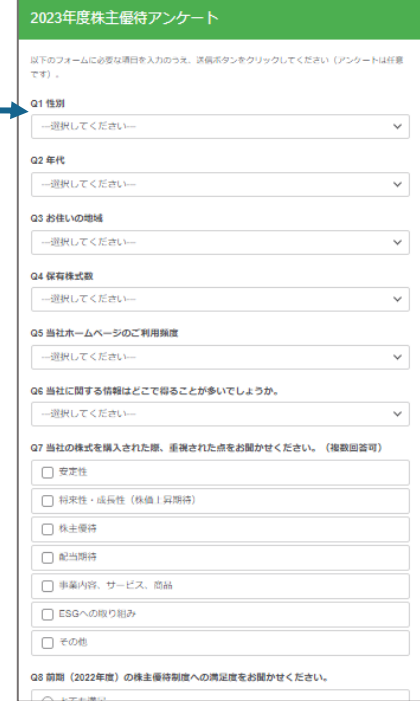 2023年度株主優待アンケート
以下のフォームに必要な項目を入力のうえ、送信ボタンをクリックしてください（アンケートは任意
です）。
Q1 性別
---選択してください---
Q2 年代
---選択してください---
Q3 お住いの地域
---選択してください---
Q4 保有株式数
---選択してください---
Q5 当社ホームページのご利用頻度
---選択してください---
Q6 当社に関する情報はどこで得ることが多いでしょうか。
---選択してください---
Q7 当社の株式を購入された際、重視された点をお聞かせください。（複数回答可）
安定性
将来性・成長性（株価上昇期待）
株主優待
配当期待
事業内容、サービス、商品
ESGへの取り組み
その他
Q8 前期（2022年度）の株主優待制度への満足度をお聞かせください。